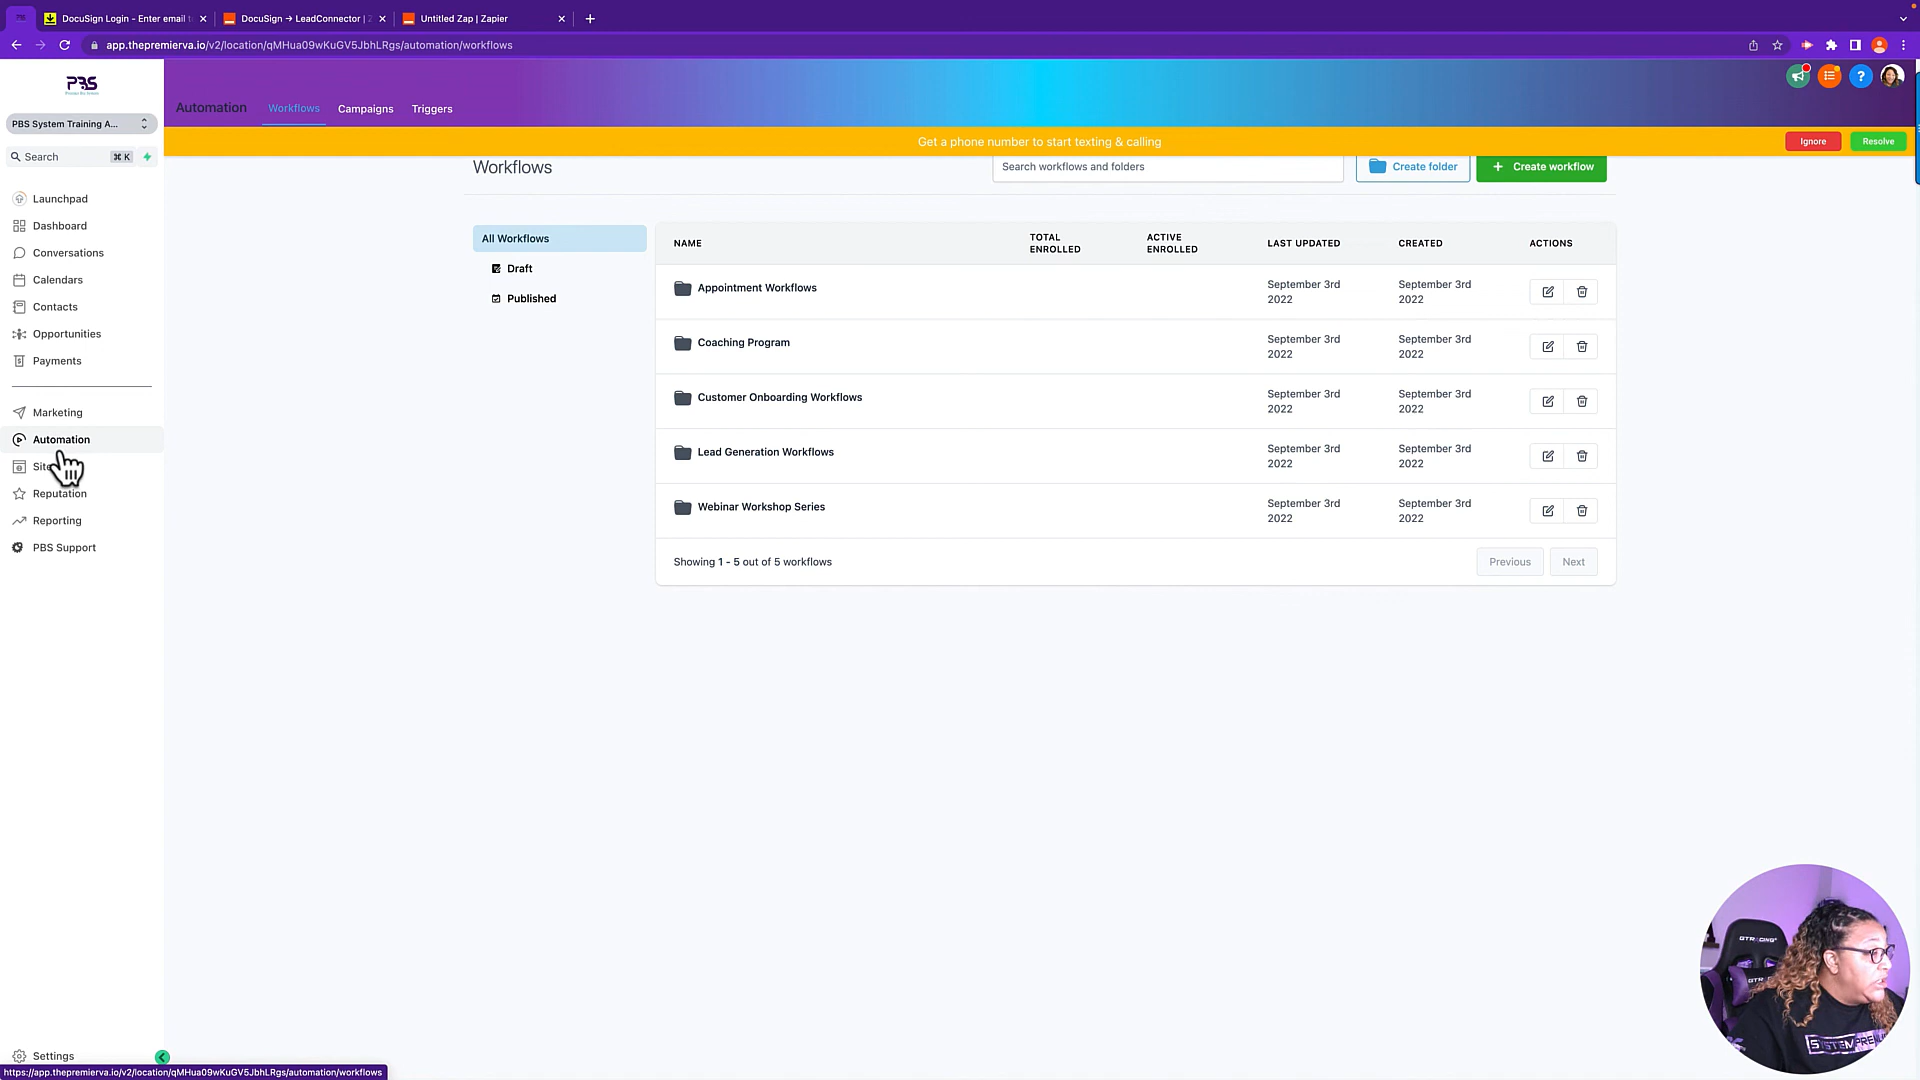 DocuSign Login - Enter email t
DocuSign → LeadConnector | Z
Untitled Zap | Zapier
app.thepremierva.io/v2/location/qMHua09wKuGV5JbhLRgs/automation/workflows
PBS
PBS System Training A...
Search
⌘ K
Launchpad
Dashboard
Conversations
Calendars
Contacts
Opportunities
Payments
Marketing
Automation
Site
Reputation
Reporting
PBS Support
Settings
https://app.thepremierva.io/v2/location/qMHua09wKuGV5JbhLRgs/automation/workflows
Automation
Workflows
Campaigns
Triggers
Get a phone number to start texting & calling
Ignore
Resolve
Workflows
Search workflows and folders
Create folder
+ Create workflow
All Workflows
Draft
Published
NAME
TOTAL
ENROLLED
ACTIVE
ENROLLED
LAST UPDATED
CREATED
ACTIONS
Appointment Workflows
September 3rd
2022
September 3rd
2022
Coaching Program
September 3rd
2022
September 3rd
2022
Customer Onboarding Workflows
September 3rd
2022
September 3rd
2022
Lead Generation Workflows
September 3rd
2022
September 3rd
2022
Webinar Workshop Series
September 3rd
2022
September 3rd
2022
Showing 1 - 5 out of 5 workflows
Previous
Next
GTRACING